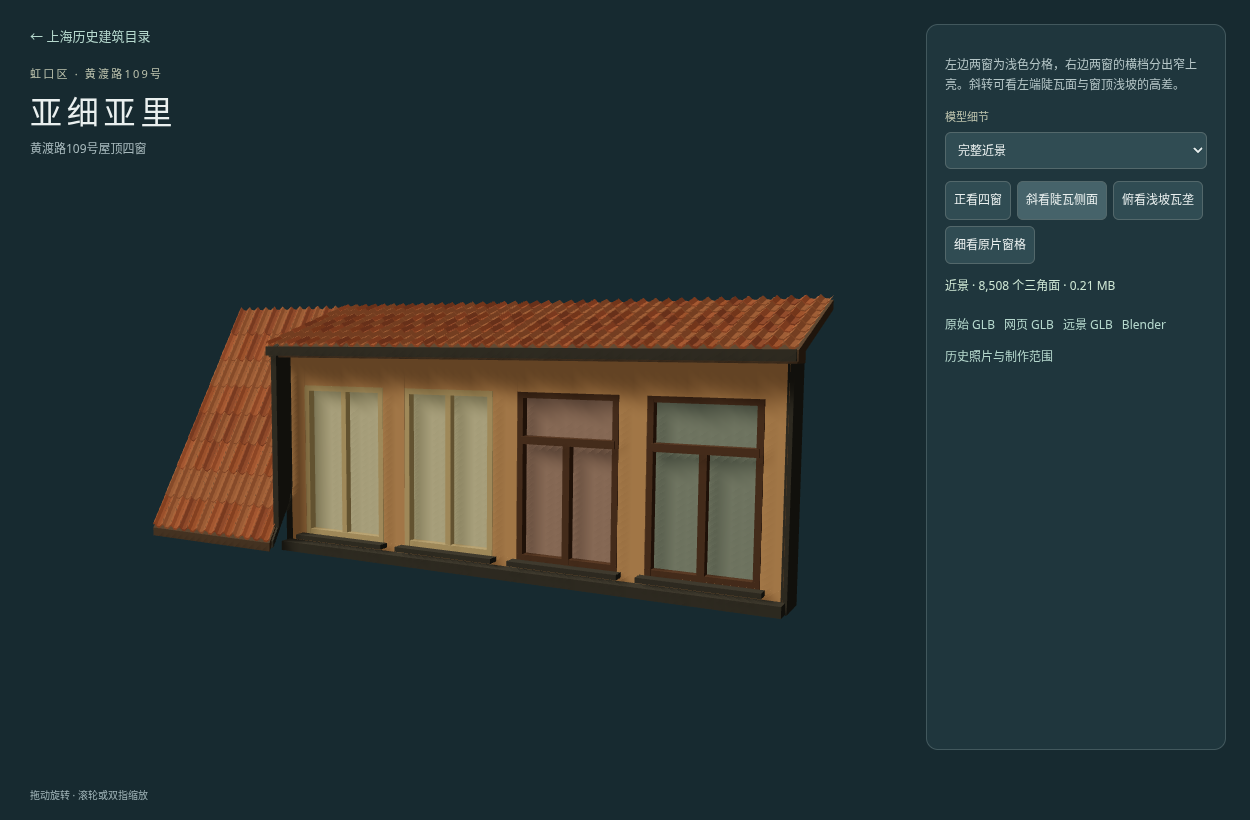 ← 上海历史建筑目录
虹口区 · 黄渡路109号
亚细亚里
黄渡路109号屋顶四窗
左边两窗为浅色分格，右边两窗的横档分出窄上
亮。斜转可看左端陡瓦面与窗顶浅坡的高差。
模型细节
完整近景
正看四窗 斜看陡瓦侧面 俯看浅坡瓦垄
细看原片窗格
近景 · 8,508 个三角面 · 0.21 MB
原始 GLB 网页 GLB 远景 GLB Blender
历史照片与制作范围
拖动旋转 · 滚轮或双指缩放